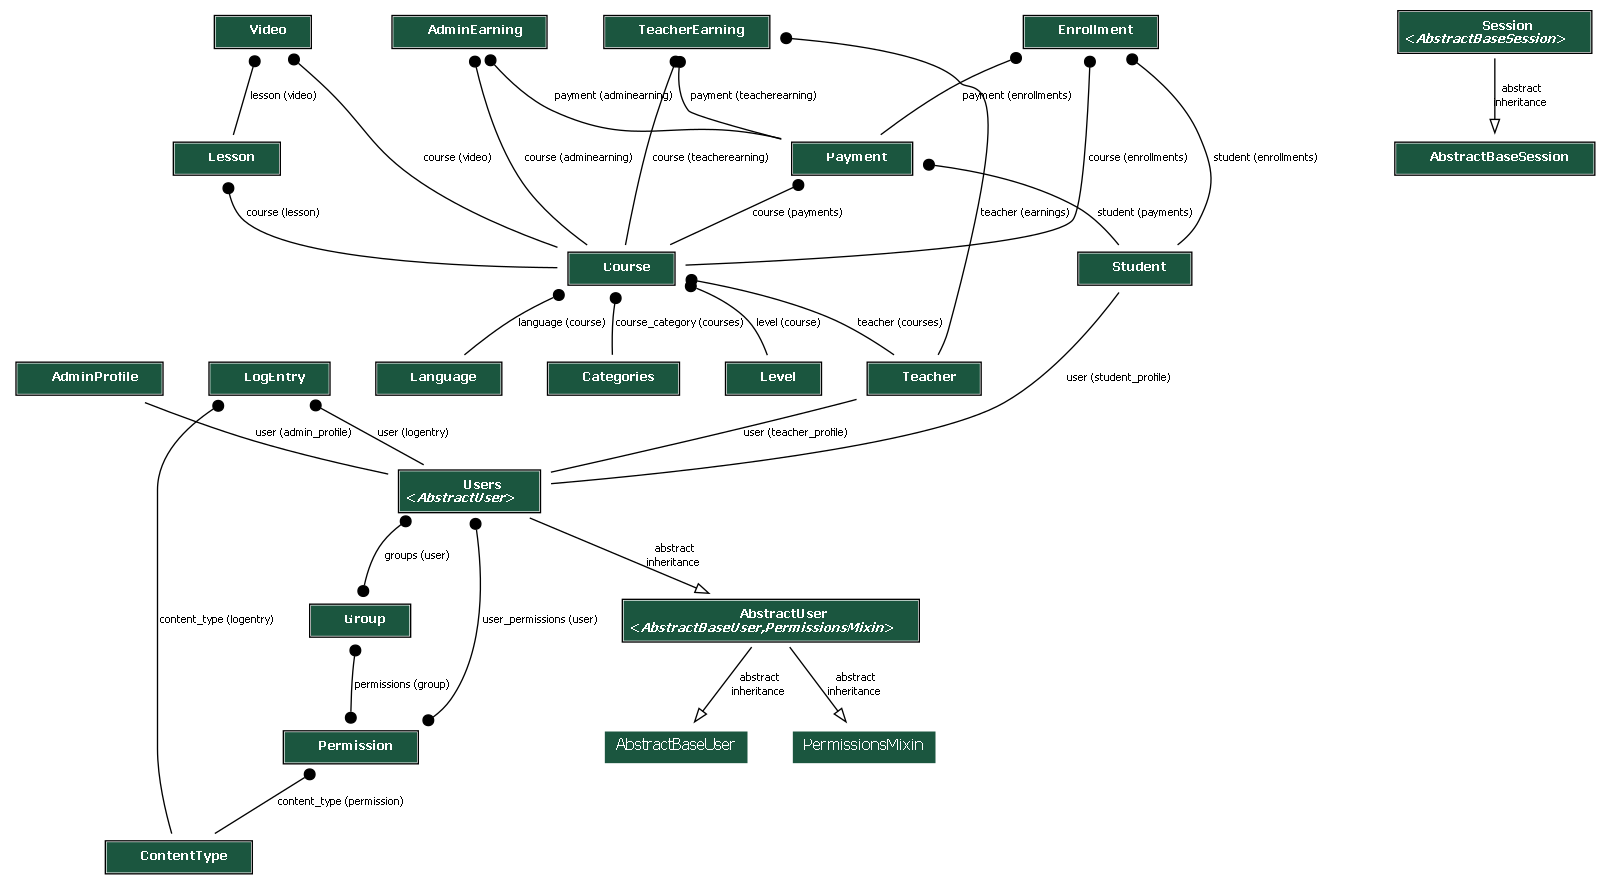 Video
AdminEarning
TeacherEarning
Enrollment
Session
<AbstractBaseSession>
lesson (video)
payment (adminearning)
payment (teacherearning)
payment (enrollments)
abstract
inheritance
Lesson
course (video)
course (adminearning)
course (teacherearning)
Payment
course (enrollments)
student (enrollments)
AbstractBaseSession
course (lesson)
course (payments)
teacher (earnings)
student (payments)
Course
Student
language (course)
course_category (courses)
level (course)
teacher (courses)
AdminProfile
LogEntry
Language
Categories
Level
Teacher
user (student_profile)
user (admin_profile)
user (logentry)
user (teacher_profile)
Users
<AbstractUser>
groups (user)
abstract
inheritance
content_type (logentry)
Group
user_permissions (user)
AbstractUser
<AbstractBaseUser,PermissionsMixin>
permissions (group)
abstract
inheritance
abstract
inheritance
Permission
AbstractBaseUser
PermissionsMixin
content_type (permission)
ContentType